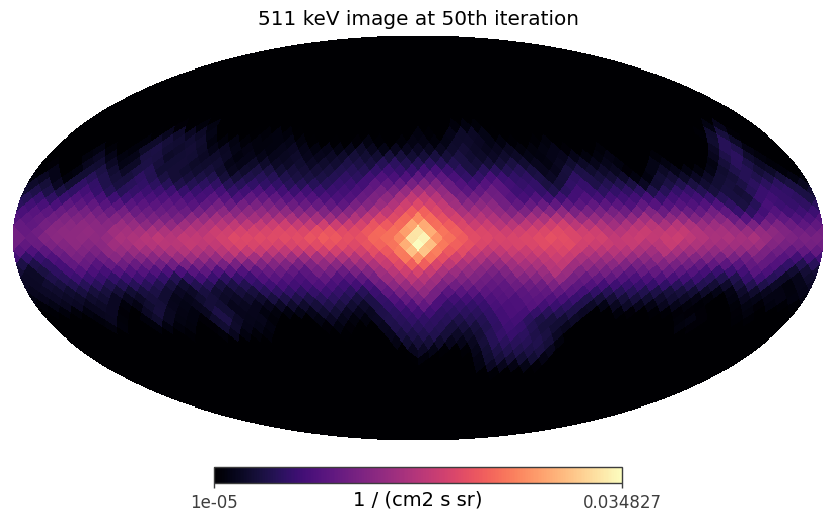 511 keV image at 50th iteration
1e-05 1 / (cm2 s sr) 0.034827